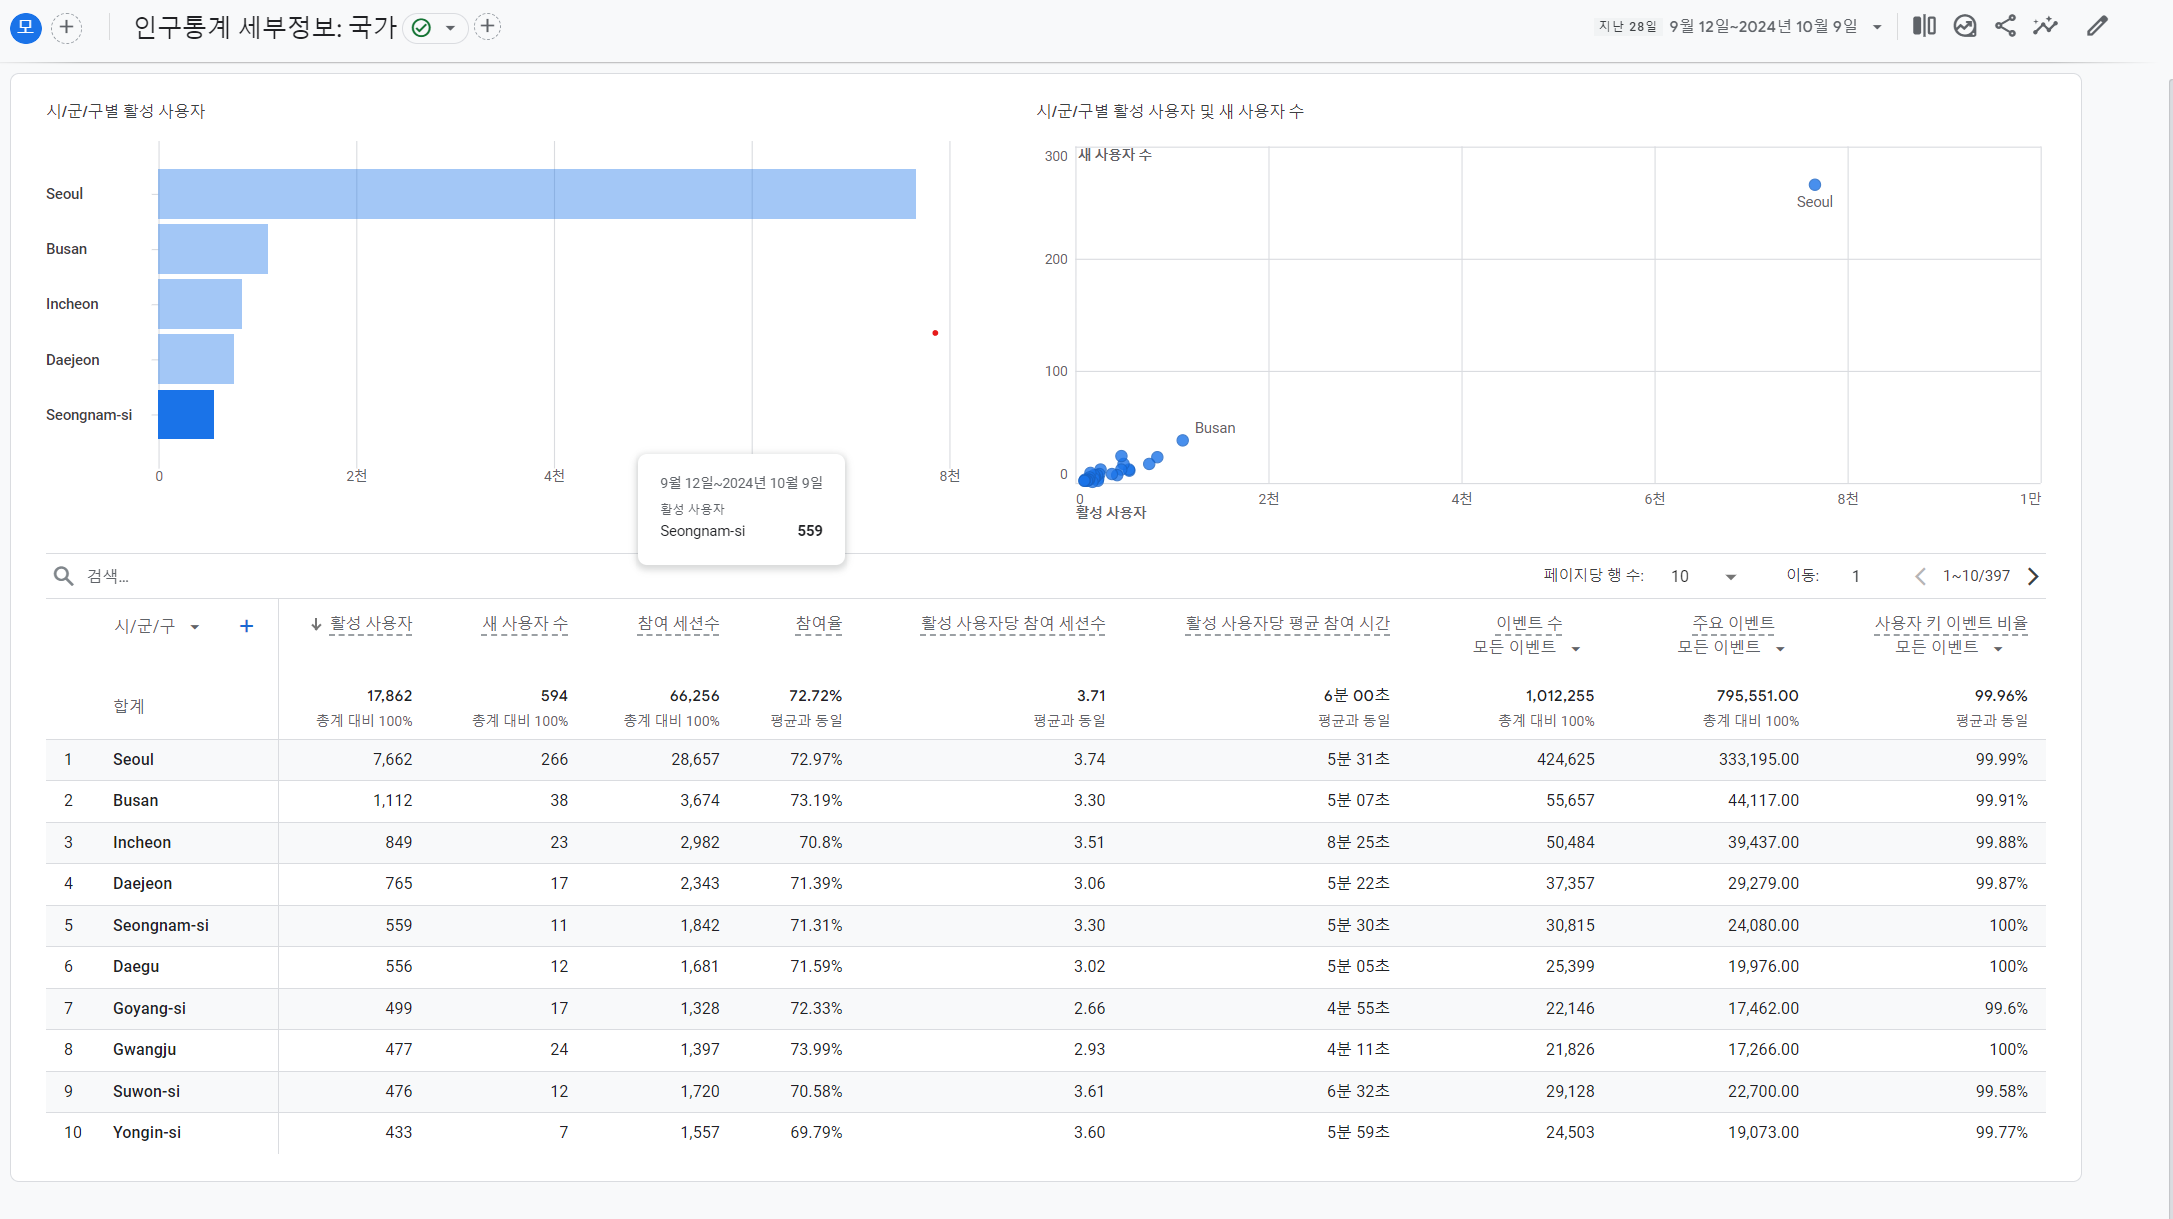 모
인구통계 세부정보: 국가
지난 28일 9월 12일~2024년 10월 9일
시/군/구별 활성 사용자
Seoul
Busan
Incheon
Daejeon
Seongnam-si
0 2천 4천 8천
9월 12일~2024년 10월 9일
활성 사용자
Seongnam-si 559
시/군/구별 활성 사용자 및 새 사용자 수
300 새 사용자 수
Seoul
200
100
Busan
0
0 2천 4천 6천 8천 1만
활성 사용자
검색...
페이지당 행 수: 10 이동: 1 1~10/397
시/군/구 활성 사용자 새 사용자 수 참여 세션수 참여율 활성 사용자당 참여 세션수 활성 사용자당 평균 참여 시간 이벤트 수 주요 이벤트 사용자 키 이벤트 비율
모든 이벤트 모든 이벤트 모든 이벤트
합계 17,862 594 66,256 72.72% 3.71 6분 00초 1,012,255 795,551.00 99.96%
총계 대비 100% 총계 대비 100% 총계 대비 100% 평균과 동일 평균과 동일 평균과 동일 총계 대비 100% 총계 대비 100% 평균과 동일
1 Seoul 7,662 266 28,657 72.97% 3.74 5분 31초 424,625 333,195.00 99.99%
2 Busan 1,112 38 3,674 73.19% 3.30 5분 07초 55,657 44,117.00 99.91%
3 Incheon 849 23 2,982 70.8% 3.51 8분 25초 50,484 39,437.00 99.88%
4 Daejeon 765 17 2,343 71.39% 3.06 5분 22초 37,357 29,279.00 99.87%
5 Seongnam-si 559 11 1,842 71.31% 3.30 5분 30초 30,815 24,080.00 100%
6 Daegu 556 12 1,681 71.59% 3.02 5분 05초 25,399 19,976.00 100%
7 Goyang-si 499 17 1,328 72.33% 2.66 4분 55초 22,146 17,462.00 99.6%
8 Gwangju 477 24 1,397 73.99% 2.93 4분 11초 21,826 17,266.00 100%
9 Suwon-si 476 12 1,720 70.58% 3.61 6분 32초 29,128 22,700.00 99.58%
10 Yongin-si 433 7 1,557 69.79% 3.60 5분 59초 24,503 19,073.00 99.77%